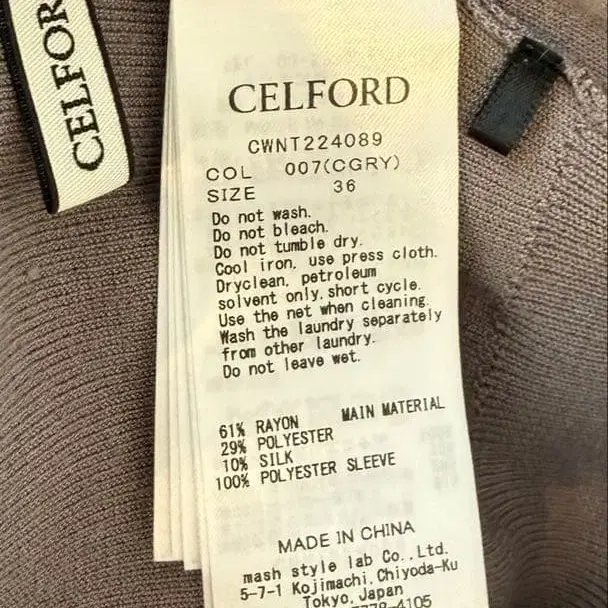 CELFOR
CELFORD
CWNT224089
COL 007(CGRY)
SIZE 36
Do not wash.
Do not bleach.
Do not tumble dry.
Cool iron, use press cloth.
Dryclean, petroleum
solvent only, short cycle.
Use the net when cleaning.
Wash the laundry separately
from other laundry.
Do not leave wet.
61% RAYON MAIN MATERIAL
29% POLYESTER
10% SILK
100% POLYESTER SLEEVE
MADE IN CHINA
mash style lab Co.,Ltd.
5-7-1 Kojimachi,Chiyoda-Ku
Tokyo,Japan
4105